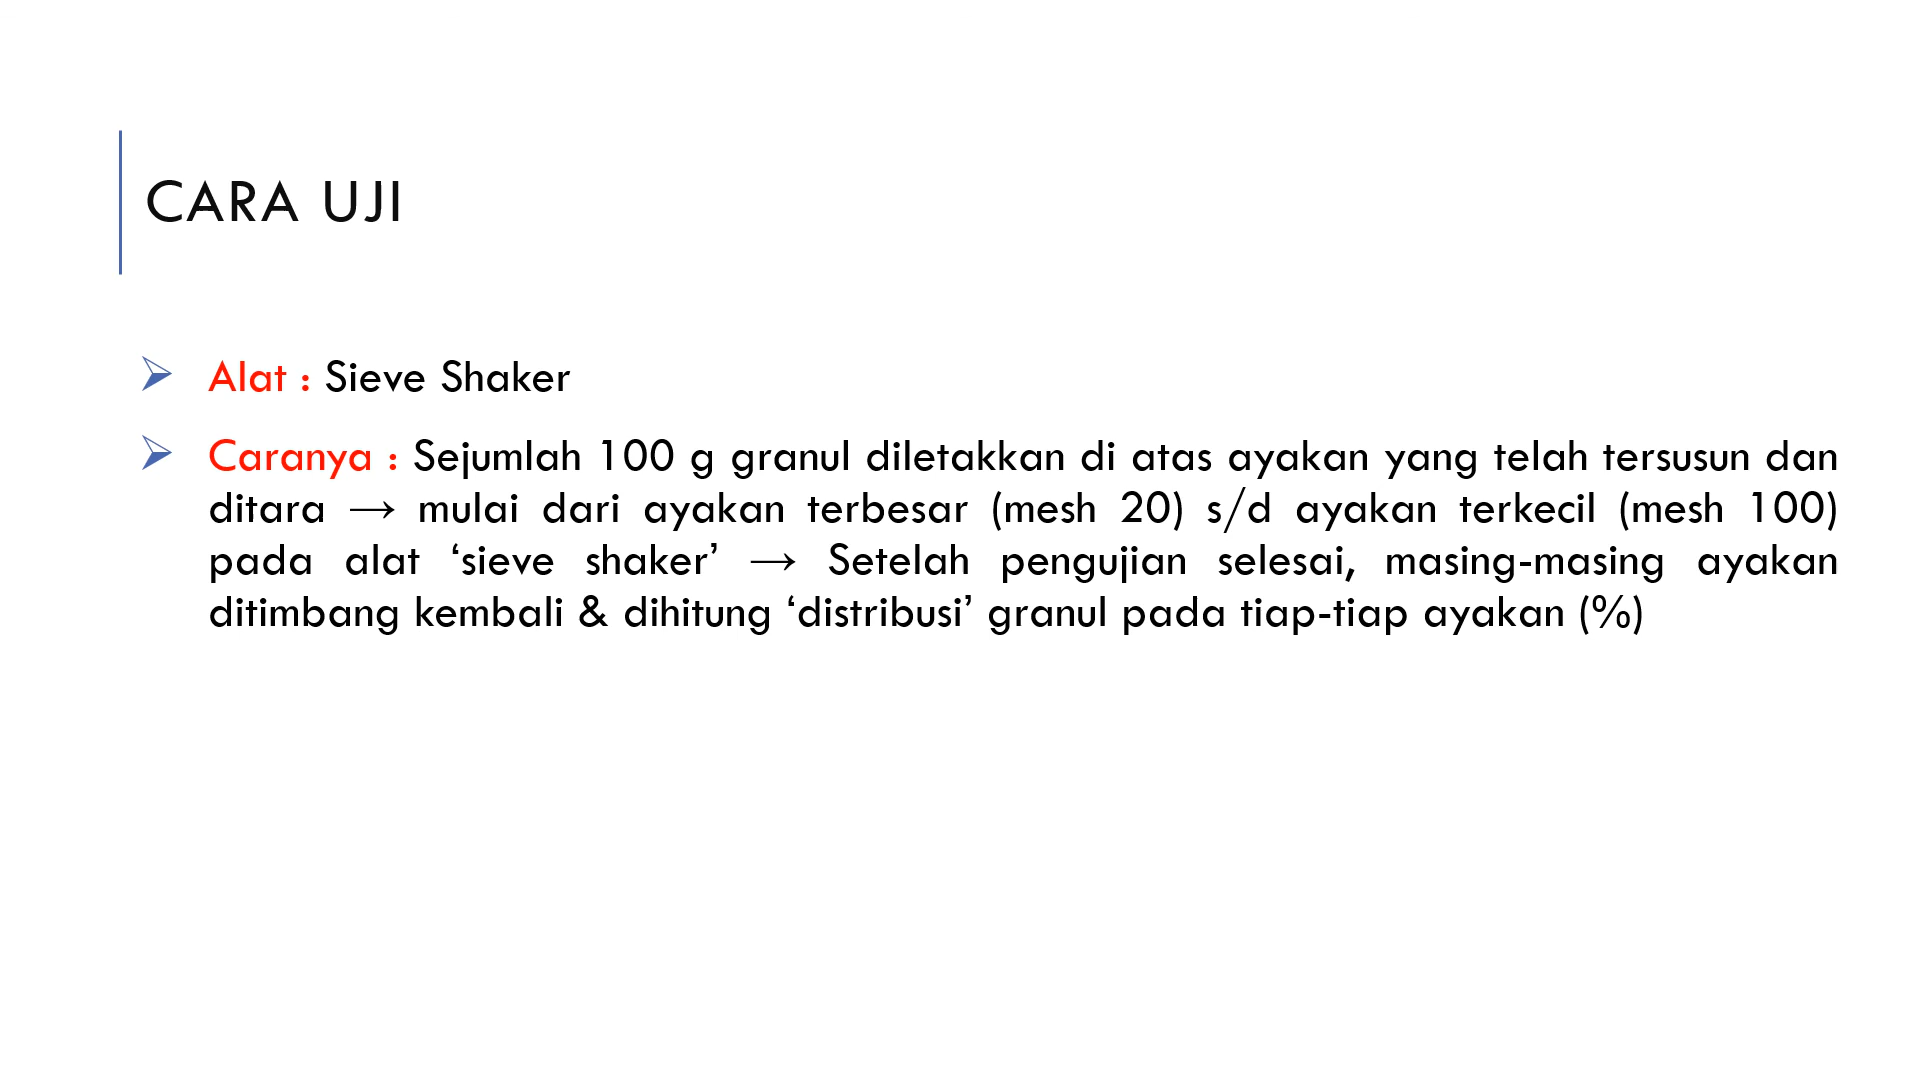 CARA UJI
Alat : Sieve Shaker
Caranya : Sejumlah 100 g granul diletakkan di atas ayakan yang telah tersusun dan
ditara → mulai dari ayakan terbesar (mesh 20) s/d ayakan terkecil (mesh 100)
pada alat ‘sieve shaker’ → Setelah pengujian selesai, masing-masing ayakan
ditimbang kembali & dihitung ‘distribusi’ granul pada tiap-tiap ayakan (%)